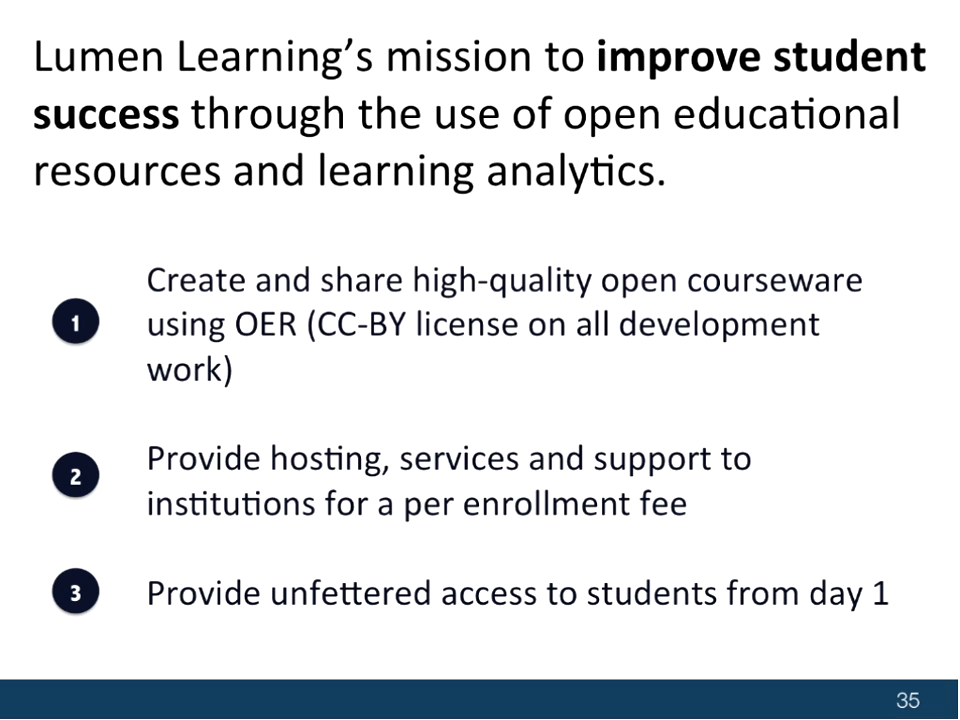 Lumen Learning’s mission to improve student
success through the use of open educational
resources and learning analytics.
Create and share high-quality open courseware
1
using OER (CC-BY license on all development
work)
Provide hosting, services and support to
2
institutions for a per enrollment fee
3 Provide unfettered access to students from day 1
35